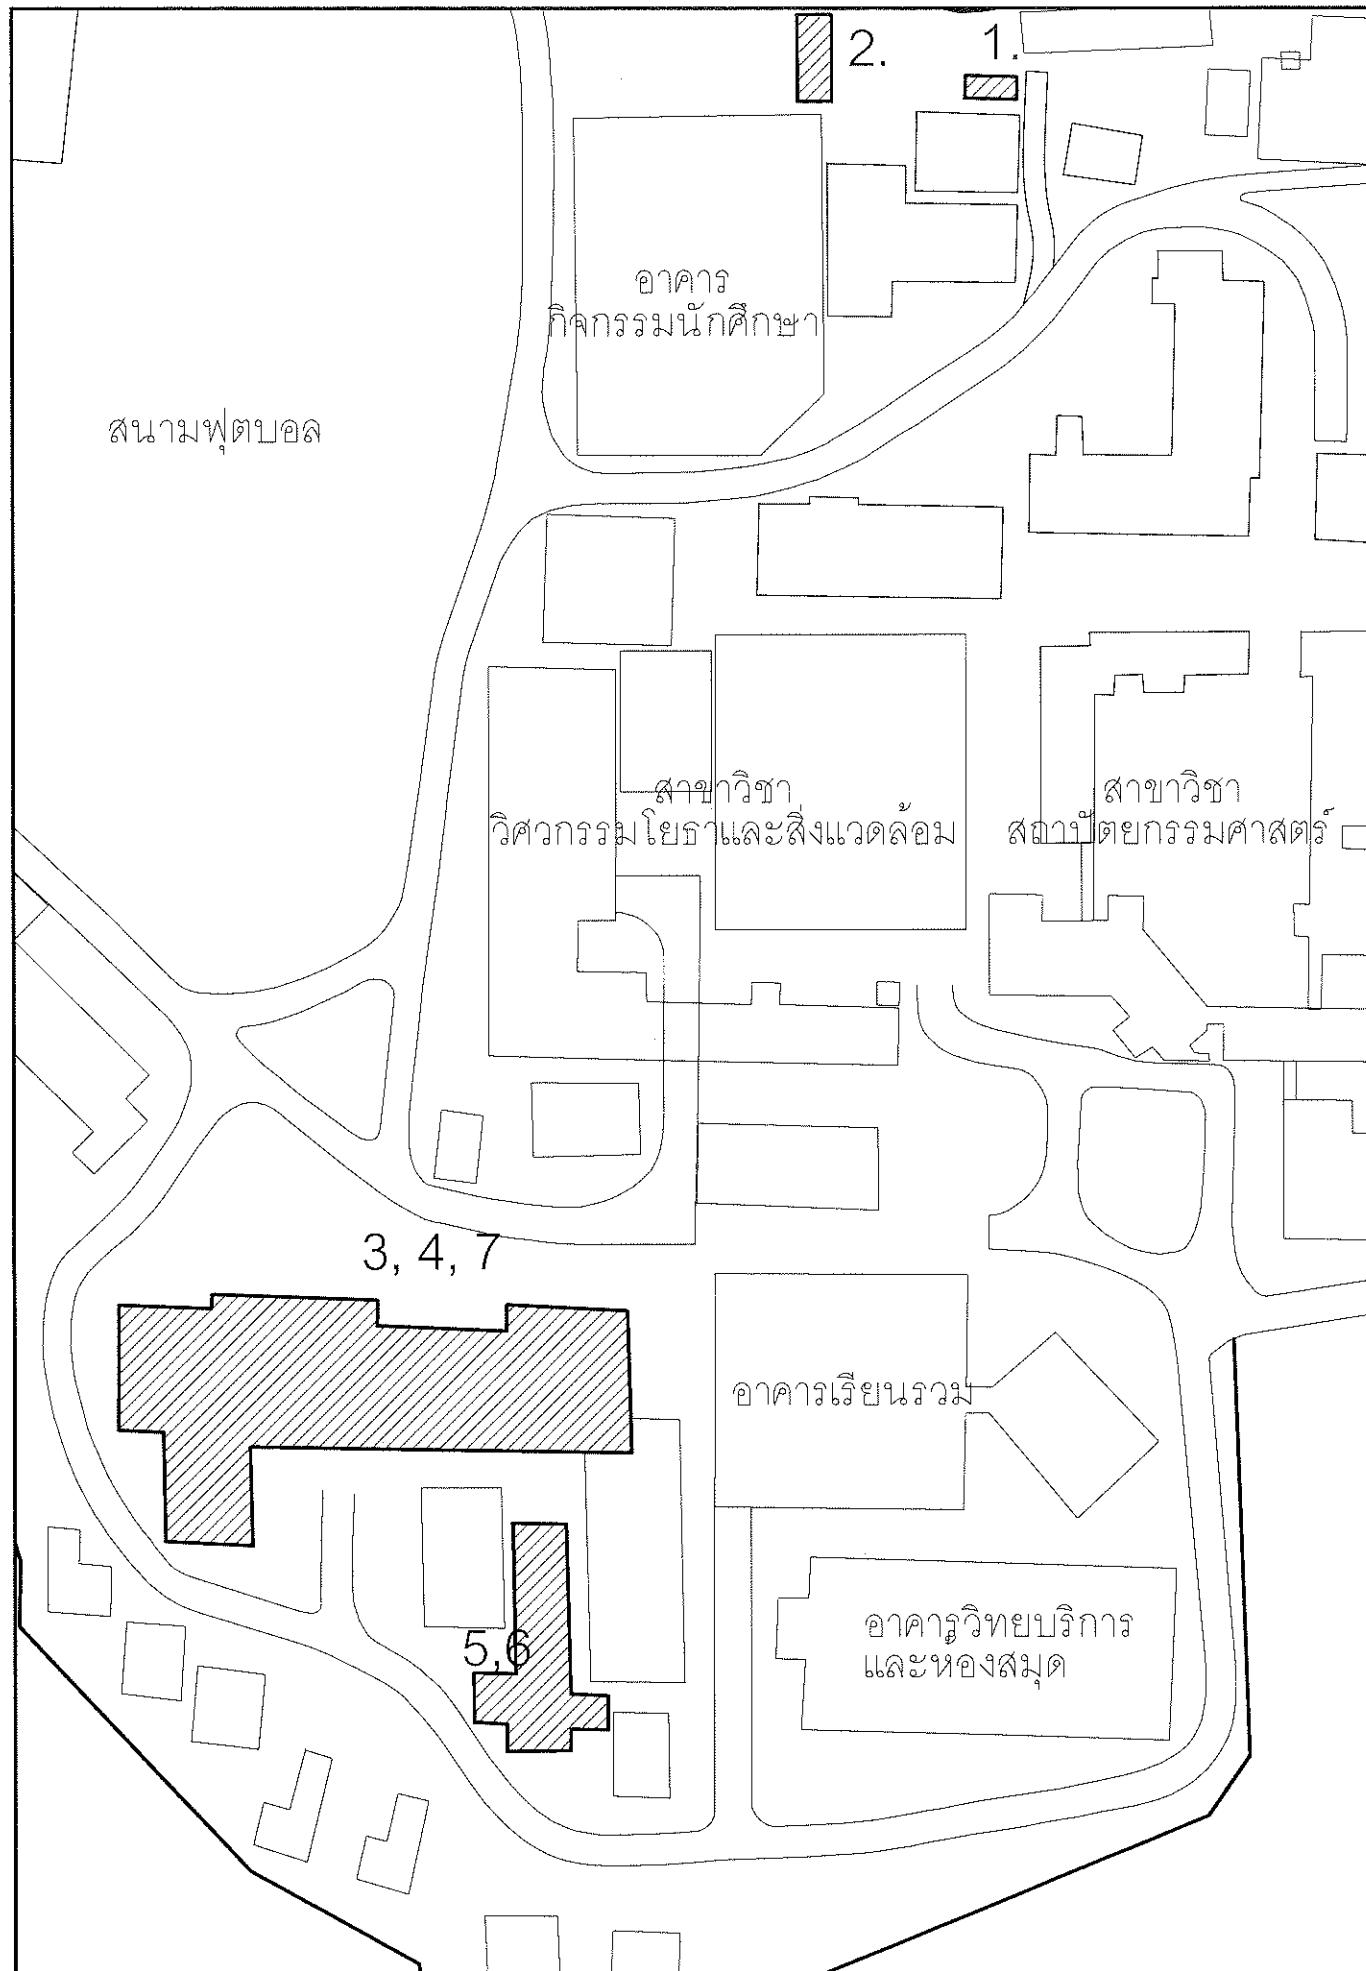 2.
1.
อาคาร
กิจกรรมนักศึกษา
สนามฟุตบอล
สาขาวิชา
วิศวกรรมโยธาและสิ่งแวดล้อม
สาขาวิชา
สถาปัตยกรรมศาสตร์
3, 4, 7
อาคารเรียนรวม
5,6
อาคารวิทยบริการ
และห้องสมุด